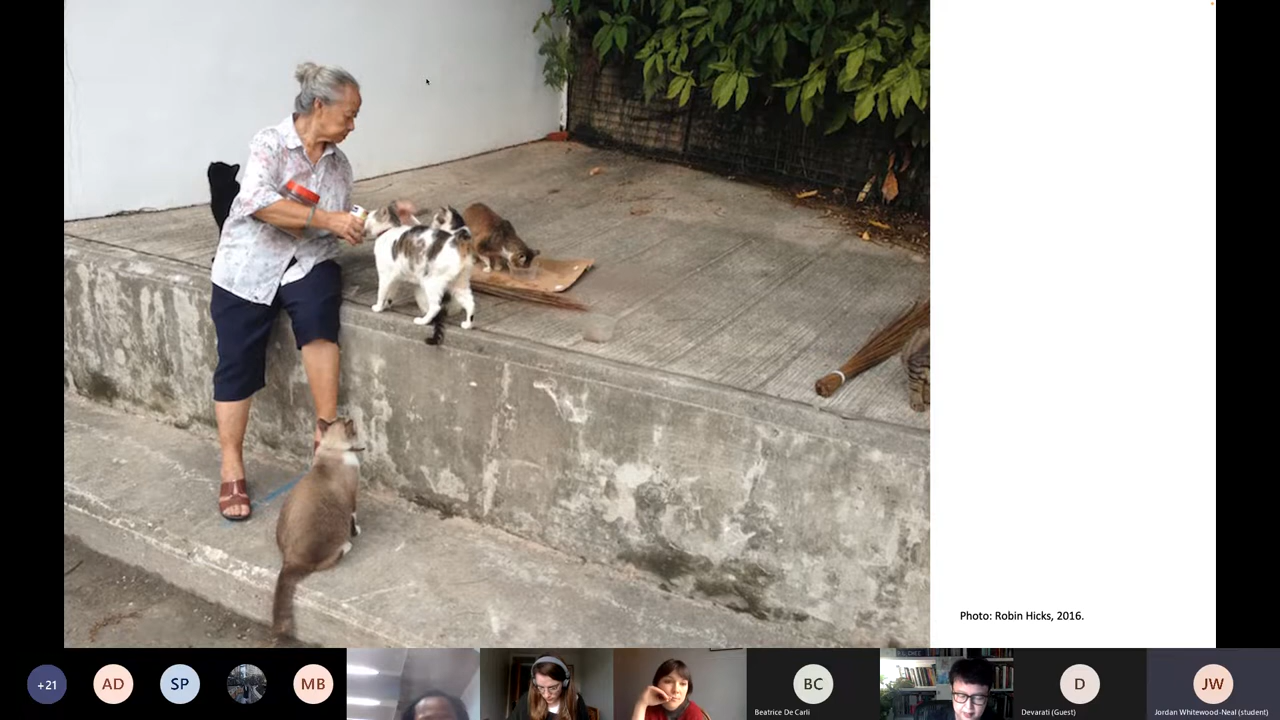 Photo: Robin Hicks, 2016.
+21
AD
SP
MB
BC
Beatrice De Carli
D
Devarati (Guest)
JW
Jordan Whitewood-Neal (student)